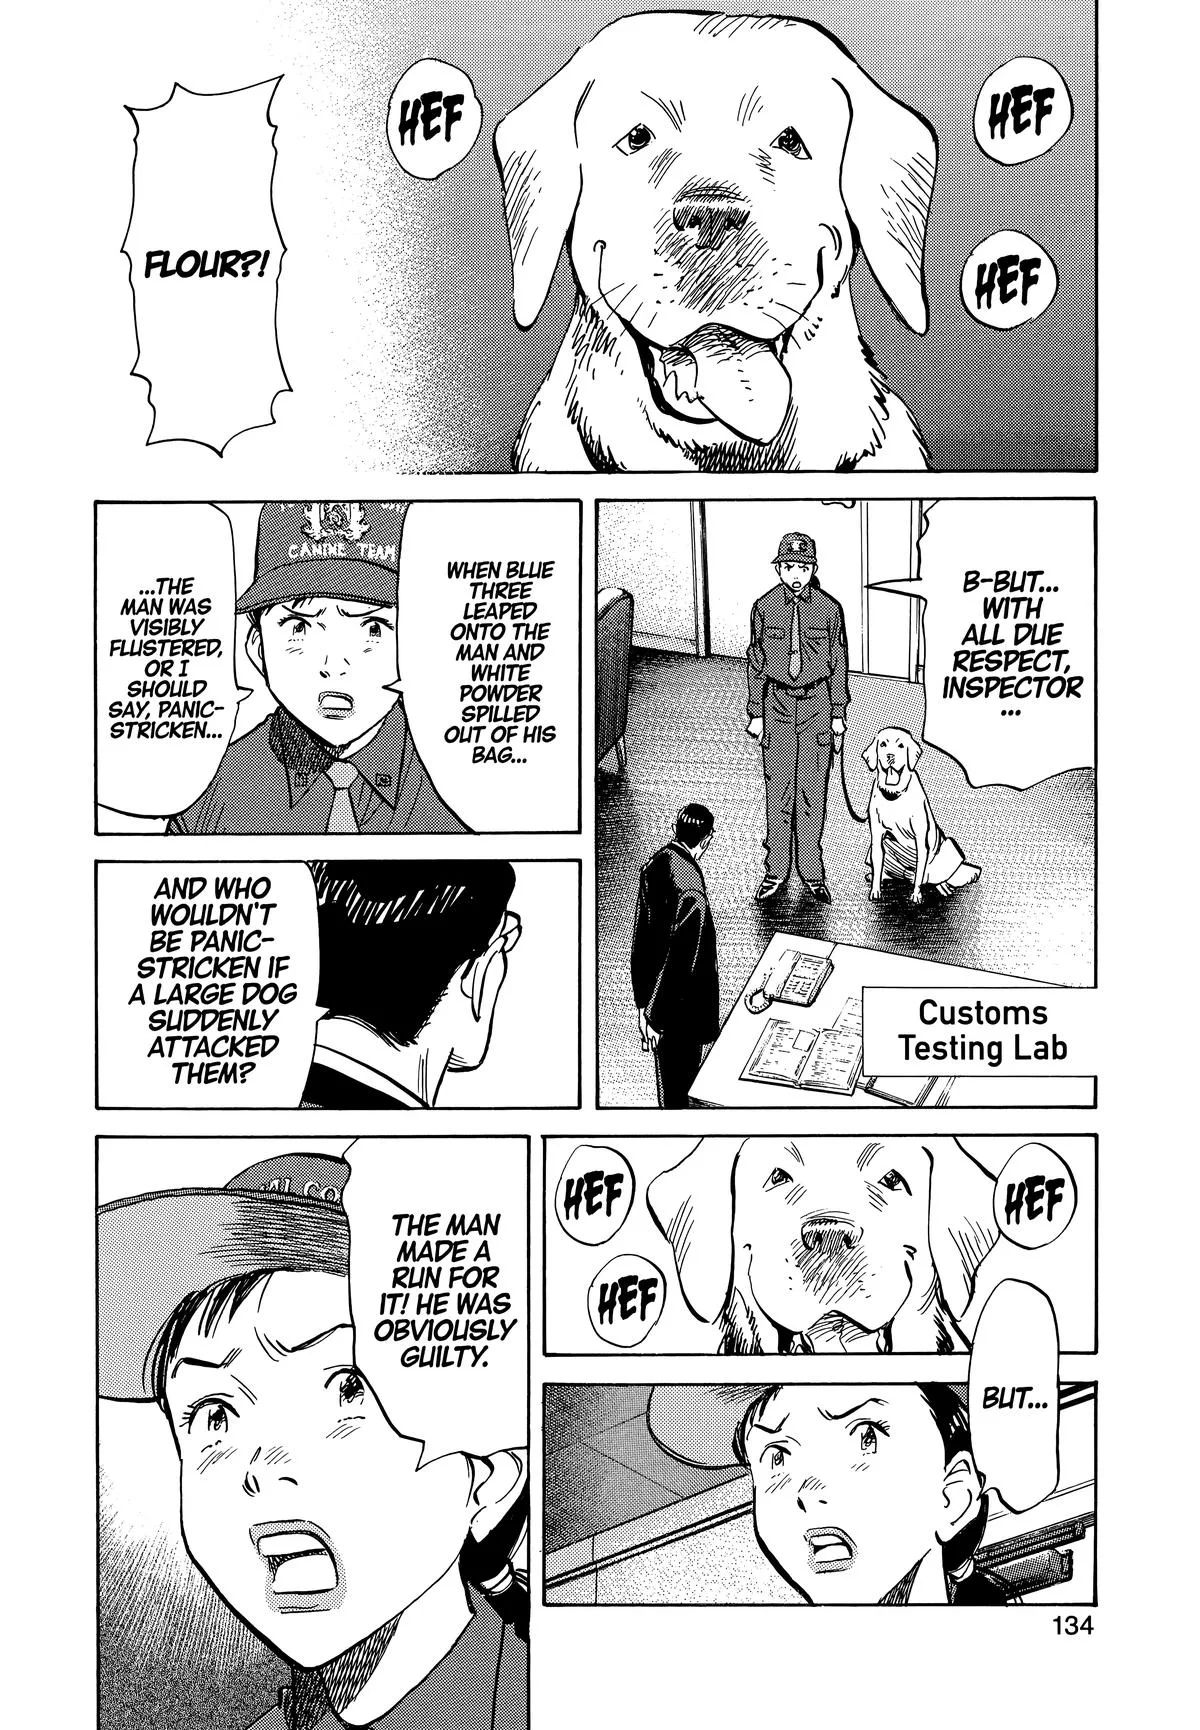 HEF
HEF
HEF
FLOUR?!
B-BUT...
WITH
ALL DUE
RESPECT,
INSPECTOR
...
Customs
Testing Lab
CANINE TEAM
WHEN BLUE
THREE
LEAPED
ONTO THE
MAN AND
WHITE
POWDER
SPILLED
OUT OF HIS
BAG...
...THE
MAN WAS
VISIBLY
FLUSTERED,
OR I
SHOULD
SAY, PANIC-
STRICKEN...
AND WHO
WOULDN'T
BE PANIC-
STRICKEN IF
A LARGE DOG
SUDDENLY
ATTACKED
THEM?
HEF
HEF
HEF
BUT...
THE MAN
MADE A
RUN FOR
IT! HE WAS
OBVIOUSLY
GUILTY.
134